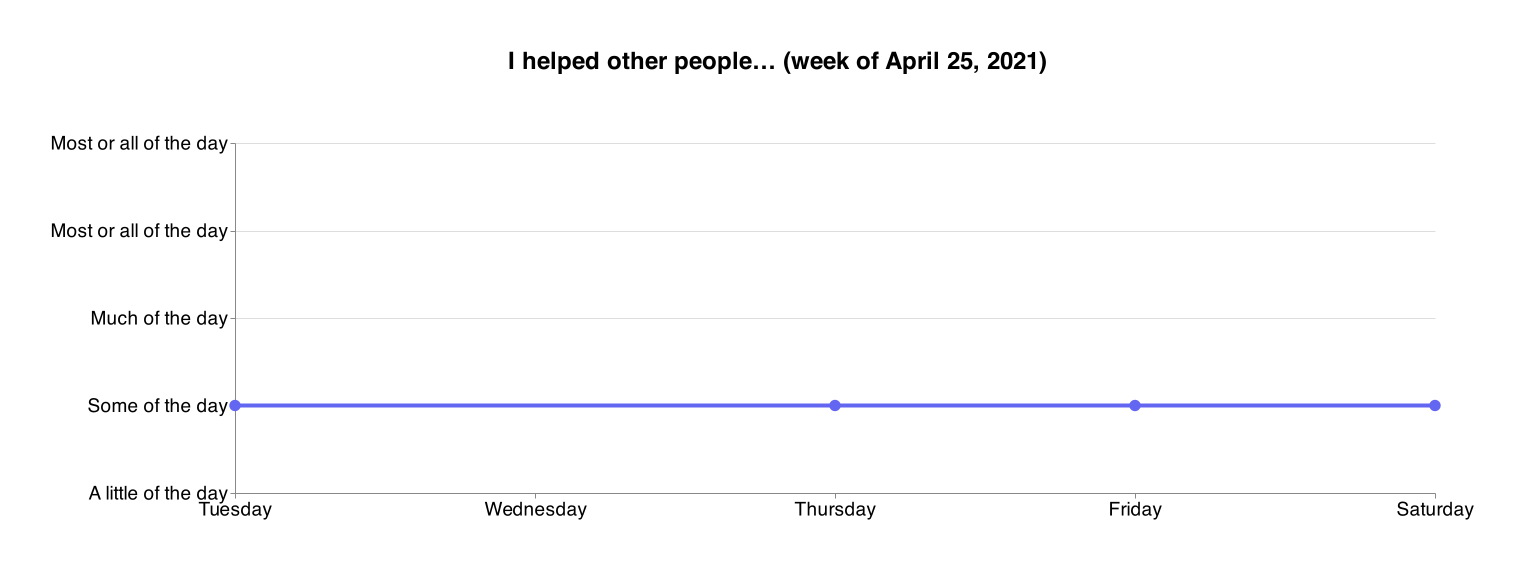 I helped other people… (week of April 25, 2021)
Most or all of the day
Most or all of the day
Much of the day
Some of the day
A little of the day
Tuesday Wednesday Thursday Friday Saturday